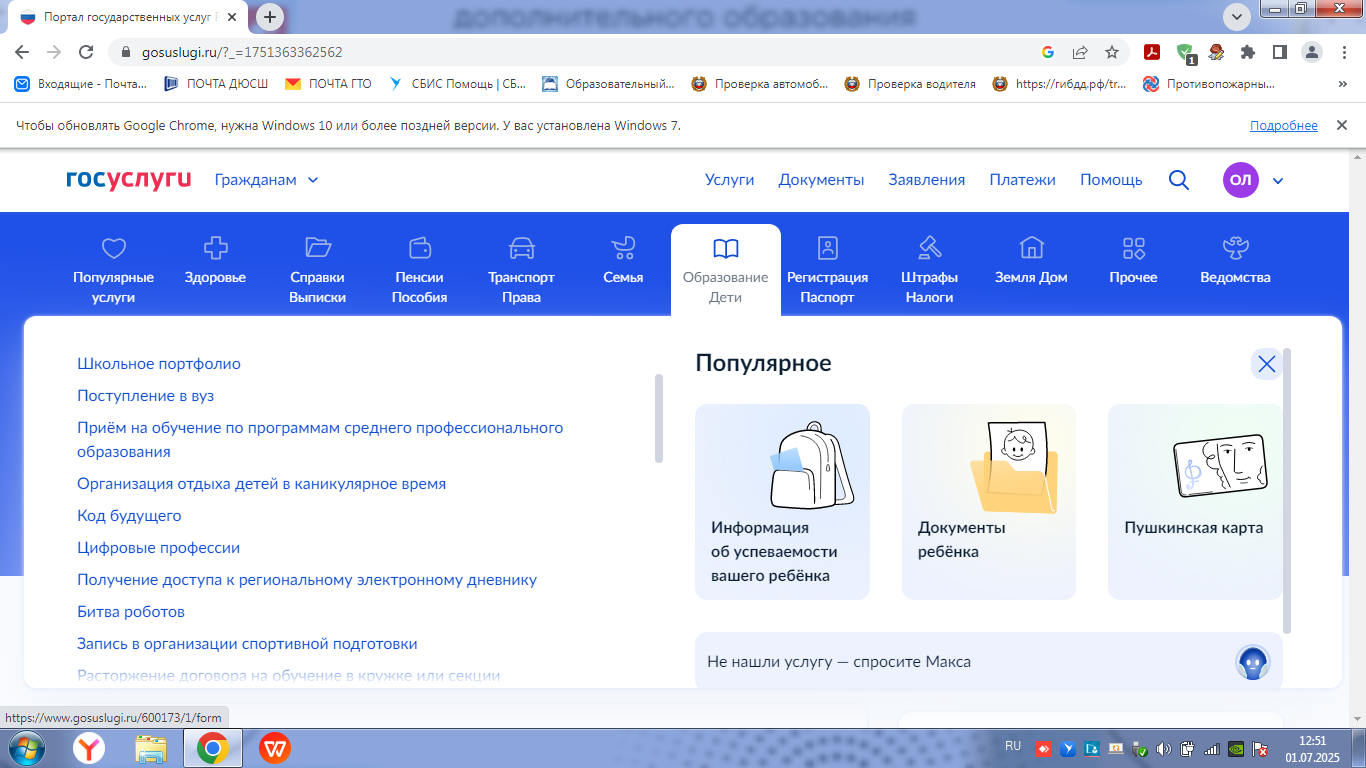 дополнительного образования
Портал государственных услуг Р
gosuslugi.ru/?_=1751363362562
1
Входящие - Почта...
ПОЧТА ДЮСШ
ПОЧТА ГТО
СБИС Помощь | СБ...
Образовательный...
Проверка автомоб...
Проверка водителя
https://гибдд.рф/tr...
Противопожарны...
»
Чтобы обновлять Google Chrome, нужна Windows 10 или более поздней версии. У вас установлена Windows 7.
Подробнее
госуслуги
Гражданам
Услуги
Документы
Заявления
Платежи
Помощь
ОЛ
Популярные
услуги
Здоровье
Справки
Выписки
Пенсии
Пособия
Транспорт
Права
Семья
Образование
Дети
Регистрация
Паспорт
Штрафы
Налоги
Земля Дом
Прочее
Ведомства
Школьное портфолио
Поступление в вуз
Приём на обучение по программам среднего профессионального
образования
Организация отдыха детей в каникулярное время
Код будущего
Цифровые профессии
Получение доступа к региональному электронному дневнику
Битва роботов
Запись в организации спортивной подготовки
Расторжение договора на обучение в кружке или секции
Популярное
Информация
об успеваемости
вашего ребёнка
Документы
ребёнка
Пушкинская карта
Не нашли услугу — спросите Макса
https://www.gosuslugi.ru/600173/1/form
RU
12:51
01.07.2025